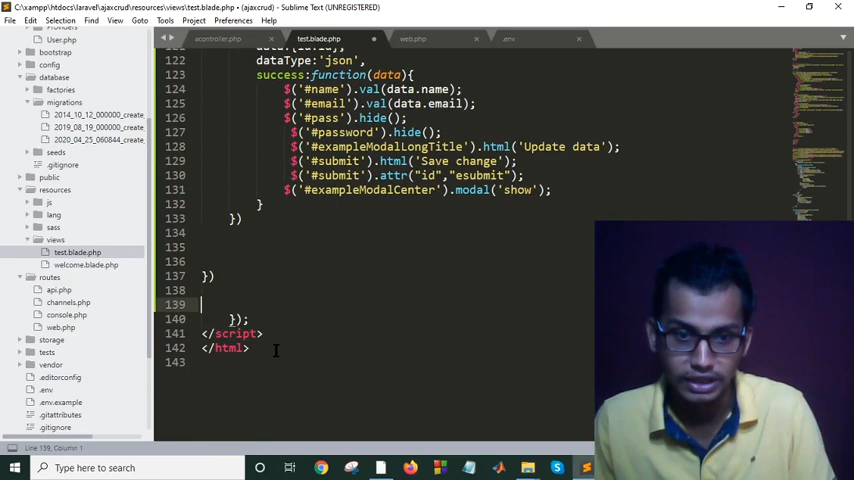 C:\xampp\htdocs\laravel\ajaxcrud\resources\views\test.blade.php • (ajaxcrud) - Sublime Text (UNREGISTERED)
File Edit Selection Find View Goto Tools Project Preferences Help
acontroller.php × test.blade.php web.php × .env ×
Providers
User.php
bootstrap
config
database
factories
migrations
2014_10_12_000000_create_
2019_08_19_000000_create_
2020_04_25_060844_create_
seeds
.gitignore
public
resources
js
lang
sass
views
test.blade.php
welcome.blade.php
routes
api.php
channels.php
console.php
web.php
storage
tests
vendor
.editorconfig
.env
.env.example
.gitattributes
.gitignore
122 dataType:'json',
123 success:function(data){
124 $('#name').val(data.name);
125 $('#email').val(data.email);
126 $('#pass').hide();
127 $('#password').hide();
128 $('#exampleModalLongTitle').html('Update data');
129 $('#submit').html('Save change');
130 $('#submit').attr("id","esubmit");
131 $('#exampleModalCenter').modal('show');
132 }
133 })
134
135
136
137 })
138
139
140 });
141 </script>
142 </html>
143
Line 139, Column 1
Type here to search